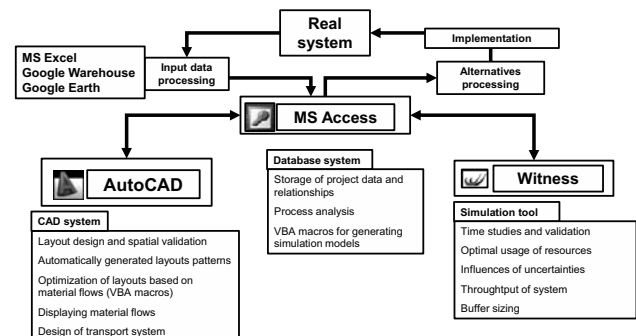 Real
system
Implementation
MS Excel
Google Warehouse
Google Earth
Input data
processing
Alternatives
processing
MS Access
AutoCAD
Database system
Storage of project data and
relationships
Process analysis
VBA macros for generating
simulation models
Witness
CAD system
Layout design and spatial validation
Automatically generated layouts patterns
Optimization of layouts based on
material flows (VBA macros)
Displaying material flows
Design of transport system
Simulation tool
Time studies and validation
Optimal usage of resources
Influences of uncertainties
Throughtput of system
Buffer sizing